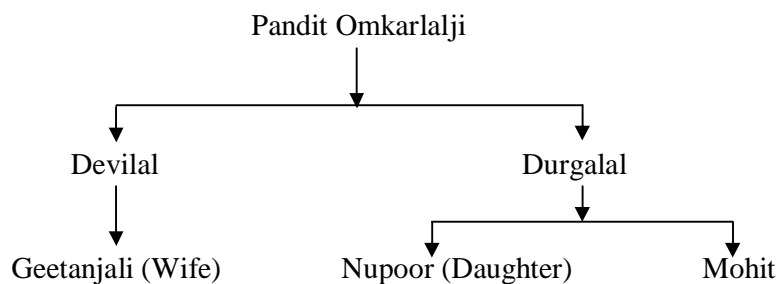 Pandit Omkarlalji
Devilal Durgalal
Geetanjali (Wife) Nupoor (Daughter) Mohit